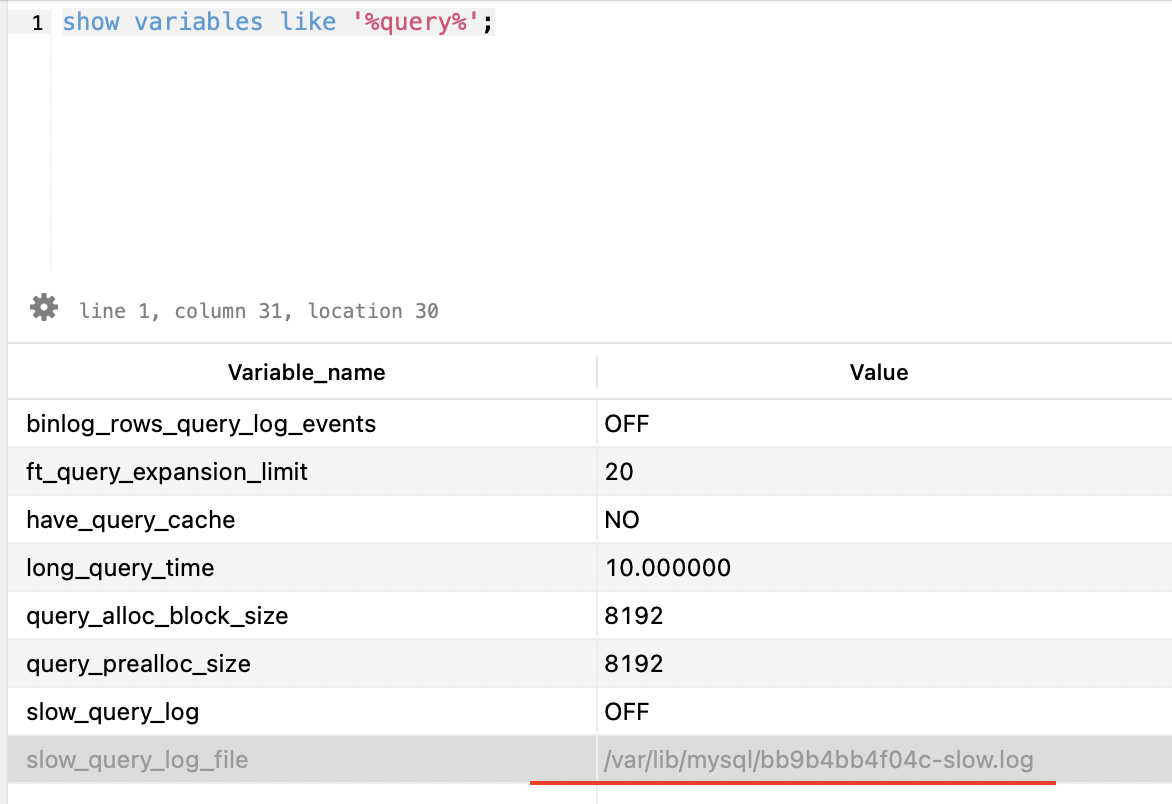 1 show variables like '%query%';
line 1, column 31, location 30
Variable_name Value
binlog_rows_query_log_events OFF
ft_query_expansion_limit 20
have_query_cache NO
long_query_time 10.000000
query_alloc_block_size 8192
query_prealloc_size 8192
slow_query_log OFF
slow_query_log_file /var/lib/mysql/bb9b4bb4f04c-slow.log